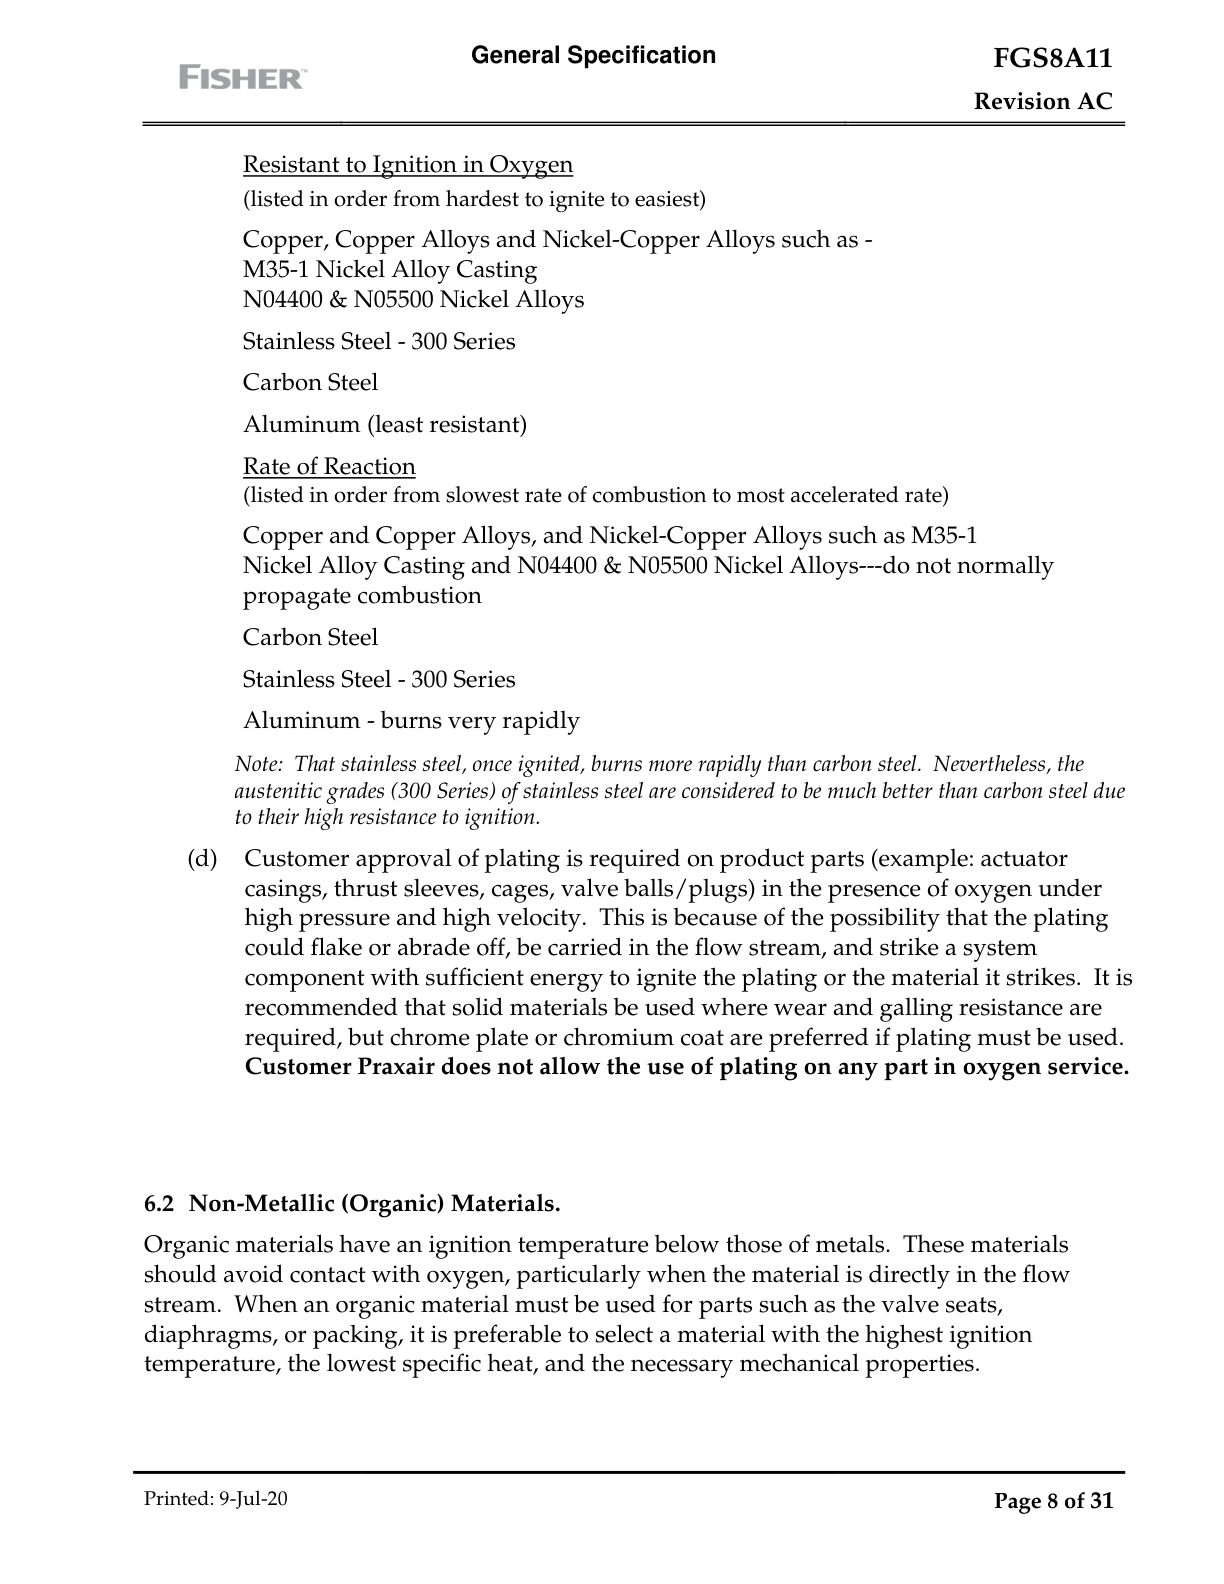 General Specification
FGS8A11
FISHER™
Revision AC
Resistant to Ignition in Oxygen
(listed in order from hardest to ignite to easiest)
Copper, Copper Alloys and Nickel-Copper Alloys such as -
M35-1 Nickel Alloy Casting
N04400 & N05500 Nickel Alloys
Stainless Steel - 300 Series
Carbon Steel
Aluminum (least resistant)
Rate of Reaction
(listed in order from slowest rate of combustion to most accelerated rate)
Copper and Copper Alloys, and Nickel-Copper Alloys such as M35-1
Nickel Alloy Casting and N04400 & N05500 Nickel Alloys---do not normally
propagate combustion
Carbon Steel
Stainless Steel - 300 Series
Aluminum - burns very rapidly
Note:  That stainless steel, once ignited, burns more rapidly than carbon steel.  Nevertheless, the
austenitic grades (300 Series) of stainless steel are considered to be much better than carbon steel due
to their high resistance to ignition.
(d) Customer approval of plating is required on product parts (example: actuator
casings, thrust sleeves, cages, valve balls/plugs) in the presence of oxygen under
high pressure and high velocity.  This is because of the possibility that the plating
could flake or abrade off, be carried in the flow stream, and strike a system
component with sufficient energy to ignite the plating or the material it strikes.  It is
recommended that solid materials be used where wear and galling resistance are
required, but chrome plate or chromium coat are preferred if plating must be used.
Customer Praxair does not allow the use of plating on any part in oxygen service.
6.2 Non-Metallic (Organic) Materials.
Organic materials have an ignition temperature below those of metals.  These materials
should avoid contact with oxygen, particularly when the material is directly in the flow
stream.  When an organic material must be used for parts such as the valve seats,
diaphragms, or packing, it is preferable to select a material with the highest ignition
temperature, the lowest specific heat, and the necessary mechanical properties.
Printed: 9-Jul-20
Page 8 of 31